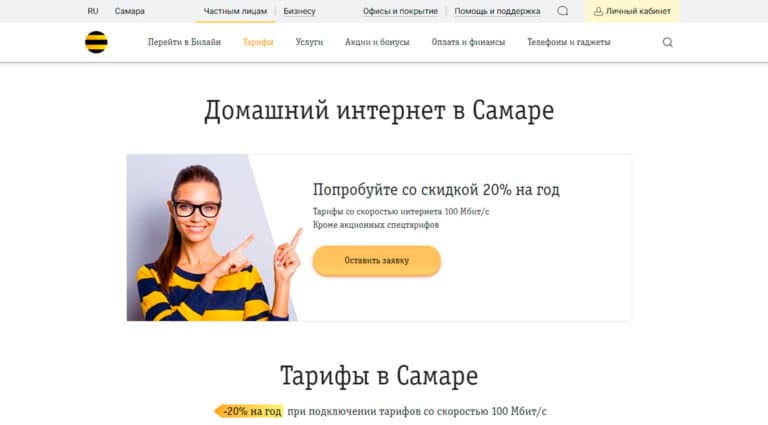 RU Самара Частным лицам Бизнесу Офисы и покрытие Помощь и поддержка Личный кабинет
Перейти в Билайн Тарифы Услуги Акции и бонусы Оплата и финансы Телефоны и гаджеты
Домашний интернет в Самаре
Попробуйте со скидкой 20% на год
Тарифы со скоростью интернета 100 Мбит/с
Кроме акционных спецтарифов
Оставить заявку
Тарифы в Самаре
-20% на год при подключении тарифов со скоростью 100 Мбит/с